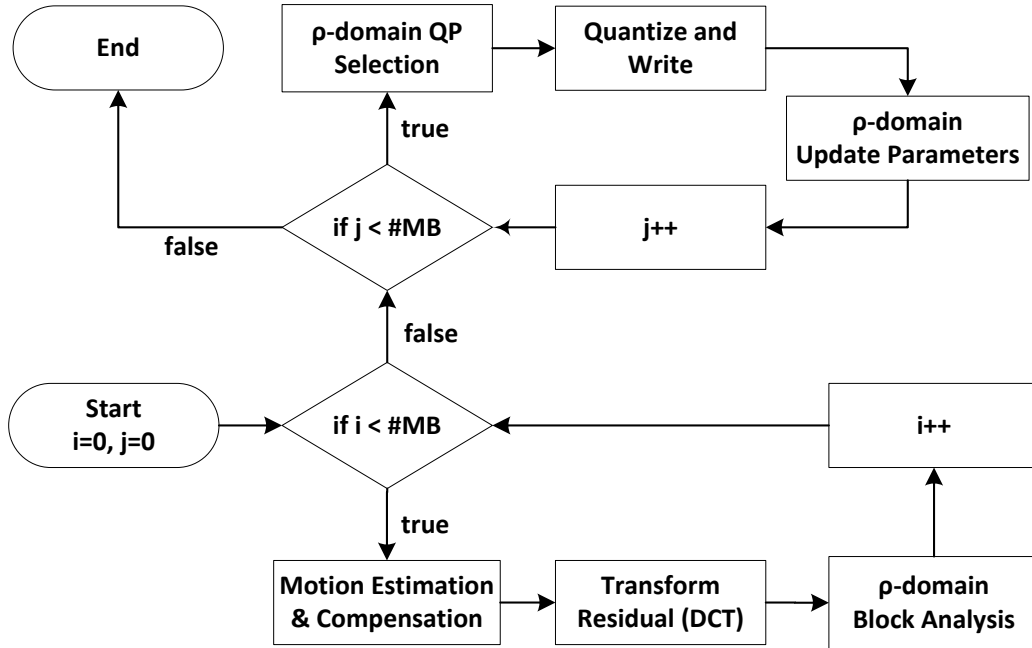 End
ρ-domain QP
Selection
Quantize and
Write
ρ-domain
Update Parameters
true
if j < #MB
j++
false
false
Start
i=0, j=0
if i < #MB
i++
true
Motion Estimation
& Compensation
Transform
Residual (DCT)
ρ-domain
Block Analysis